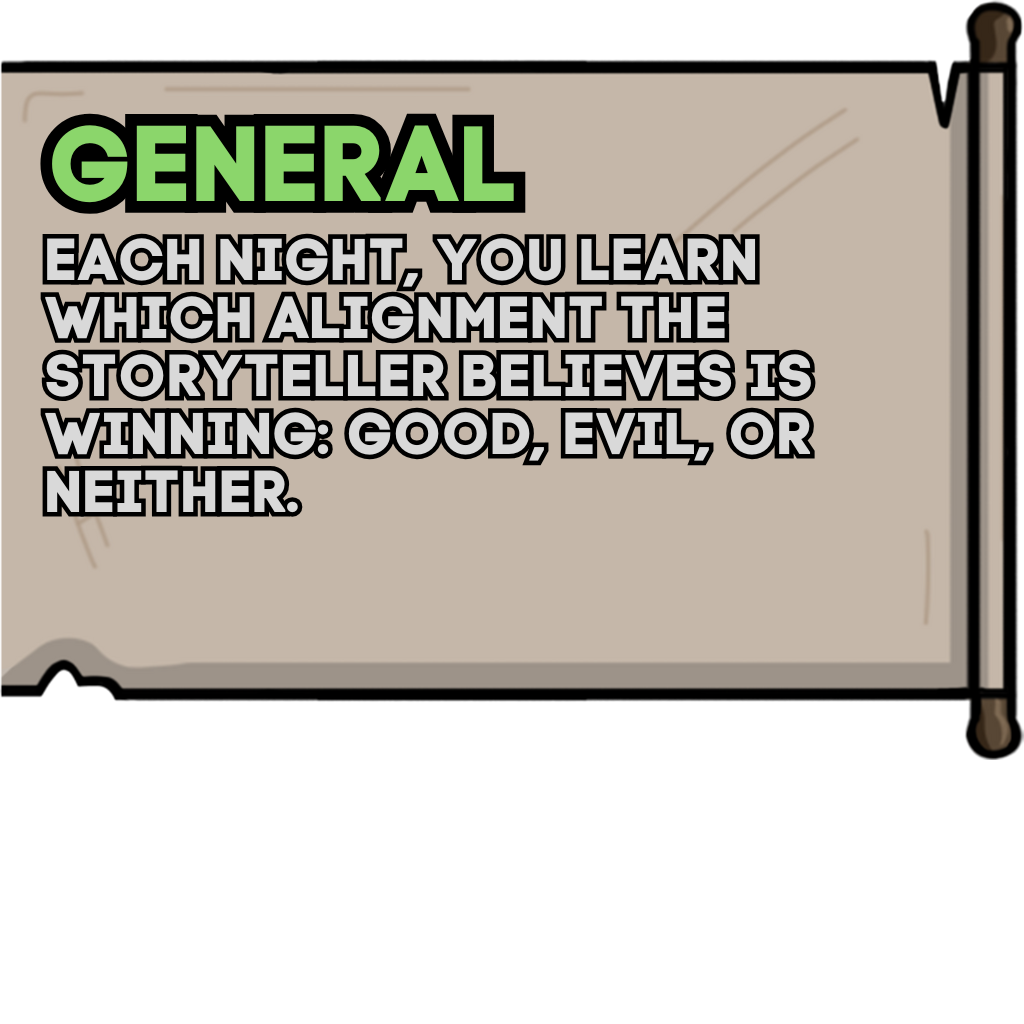 GENERAL
EACH NIGHT, YOU LEARN
WHICH ALIGNMENT THE
STORYTELLER BELIEVES IS
WINNING: GOOD, EVIL, OR
NEITHER.